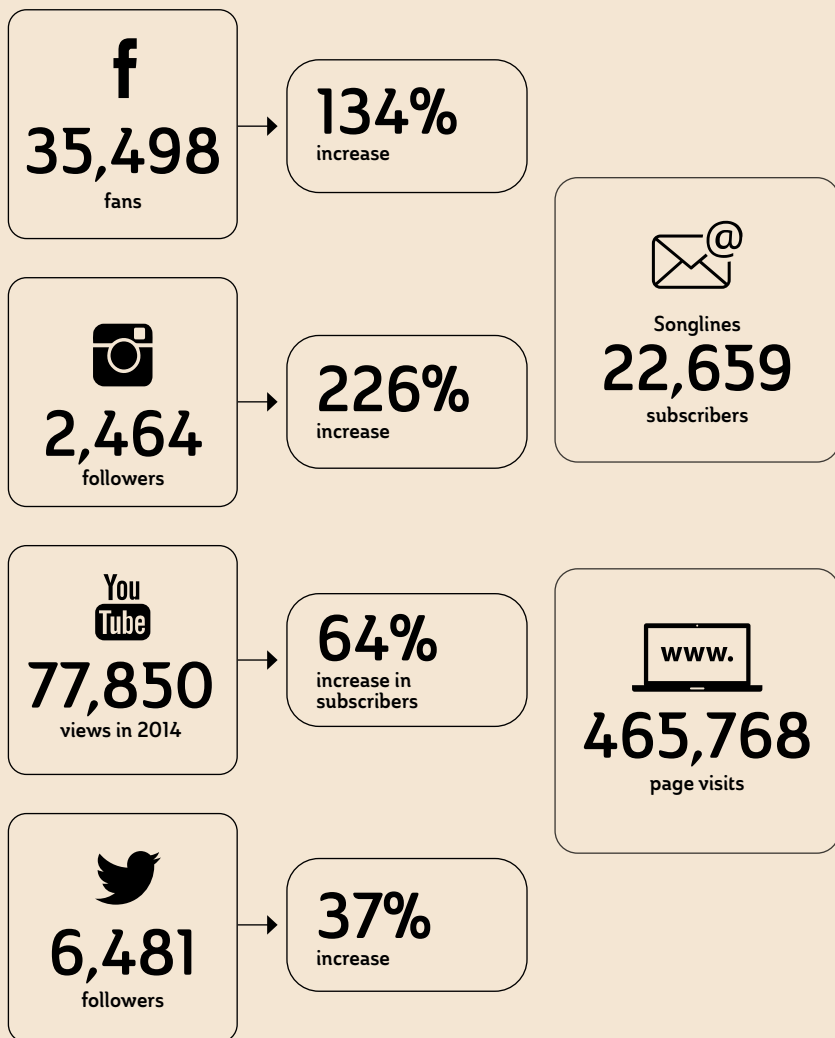 f
35,498
fans
134%
increase
2,464
followers
226%
increase
You
Tube
77,850
views in 2014
64%
increase in
subscribers
6,481
followers
37%
increase
@
Songlines
22,659
subscribers
www.
465,768
page visits